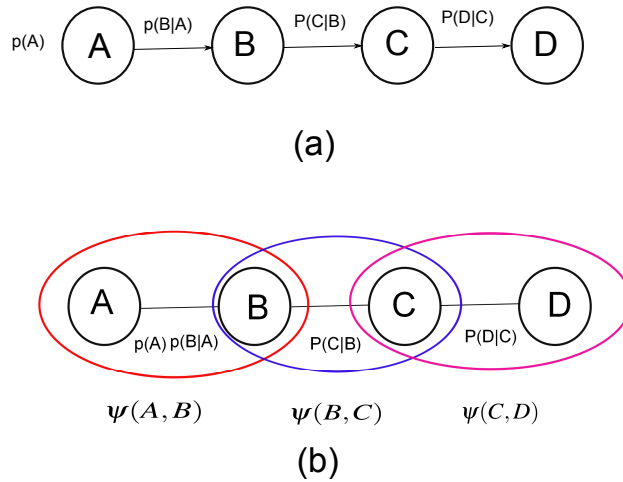 p(A) A p(B|A) B P(C|B) C P(D|C) D
(a)
A B C D
p(A) p(B|A) P(C|B) P(D|C)
ψ(A, B) ψ(B, C) ψ(C, D)
(b)